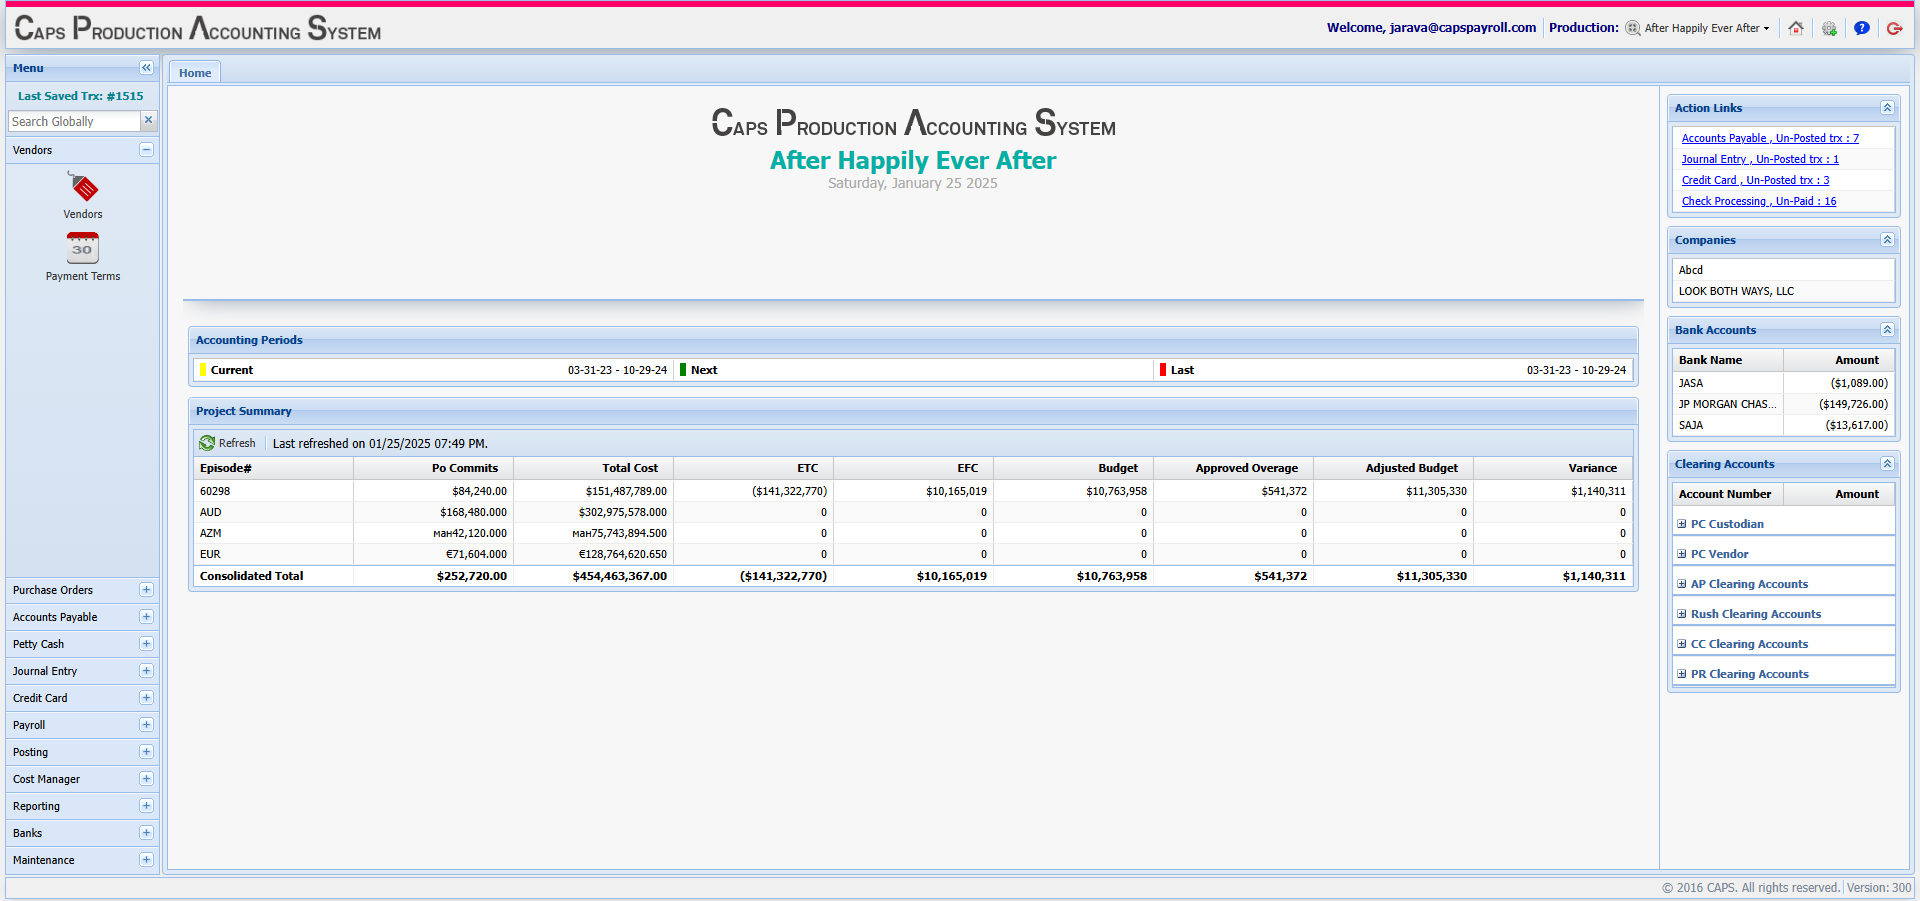 CAPS PRODUCTION ACCOUNTING SYSTEM
Welcome, jarava@capspayroll.com Production: After Happily Ever After
Menu
Last Saved Trx: #1515
Search Globally
Vendors
Vendors
30
Payment Terms
Purchase Orders
Accounts Payable
Petty Cash
Journal Entry
Credit Card
Payroll
Posting
Cost Manager
Reporting
Banks
Maintenance
Home
CAPS PRODUCTION ACCOUNTING SYSTEM
After Happily Ever After
Saturday, January 25 2025
Accounting Periods
Current 03-31-23 - 10-29-24 Next Last 03-31-23 - 10-29-24
Project Summary
Refresh Last refreshed on 01/25/2025 07:49 PM.
Episode# Po Commits Total Cost ETC EFC Budget Approved Overage Adjusted Budget Variance
60298 $84,240.00 $151,487,789.00 ($141,322,770) $10,165,019 $10,763,958 $541,372 $11,305,330 $1,140,311
AUD $168,480.000 $302,975,578.000 0 0 0 0 0 0
AZM ман42,120.000 ман75,743,894.500 0 0 0 0 0 0
EUR €71,604.000 €128,764,620.650 0 0 0 0 0 0
Consolidated Total $252,720.00 $454,463,367.00 ($141,322,770) $10,165,019 $10,763,958 $541,372 $11,305,330 $1,140,311
Action Links
Accounts Payable , Un-Posted trx : 7
Journal Entry , Un-Posted trx : 1
Credit Card , Un-Posted trx : 3
Check Processing , Un-Paid : 16
Companies
Abcd
LOOK BOTH WAYS, LLC
Bank Accounts
Bank Name Amount
JASA ($1,089.00)
JP MORGAN CHAS... ($149,726.00)
SAJA ($13,617.00)
Clearing Accounts
Account Number Amount
PC Custodian
PC Vendor
AP Clearing Accounts
Rush Clearing Accounts
CC Clearing Accounts
PR Clearing Accounts
© 2016 CAPS. All rights reserved. Version: 300